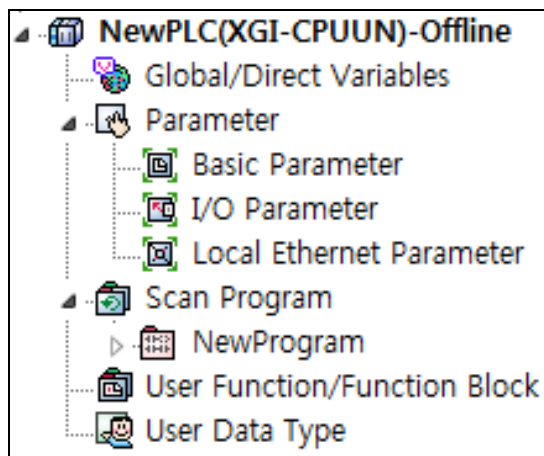 NewPLC(XGI-CPUUN)-Offline
Global/Direct Variables
Parameter
Basic Parameter
I/O Parameter
Local Ethernet Parameter
Scan Program
NewProgram
User Function/Function Block
User Data Type